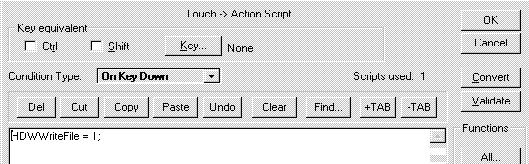 Touch -> Action Script
Key equivalent
Ctrl Shift Key... None
OK
Cancel
Condition Type: On Key Down Scripts used: 1
Convert
Validate
Del Cut Copy Paste Undo Clear Find... +TAB -TAB
Functions
HDWWriteFile = 1;
All...